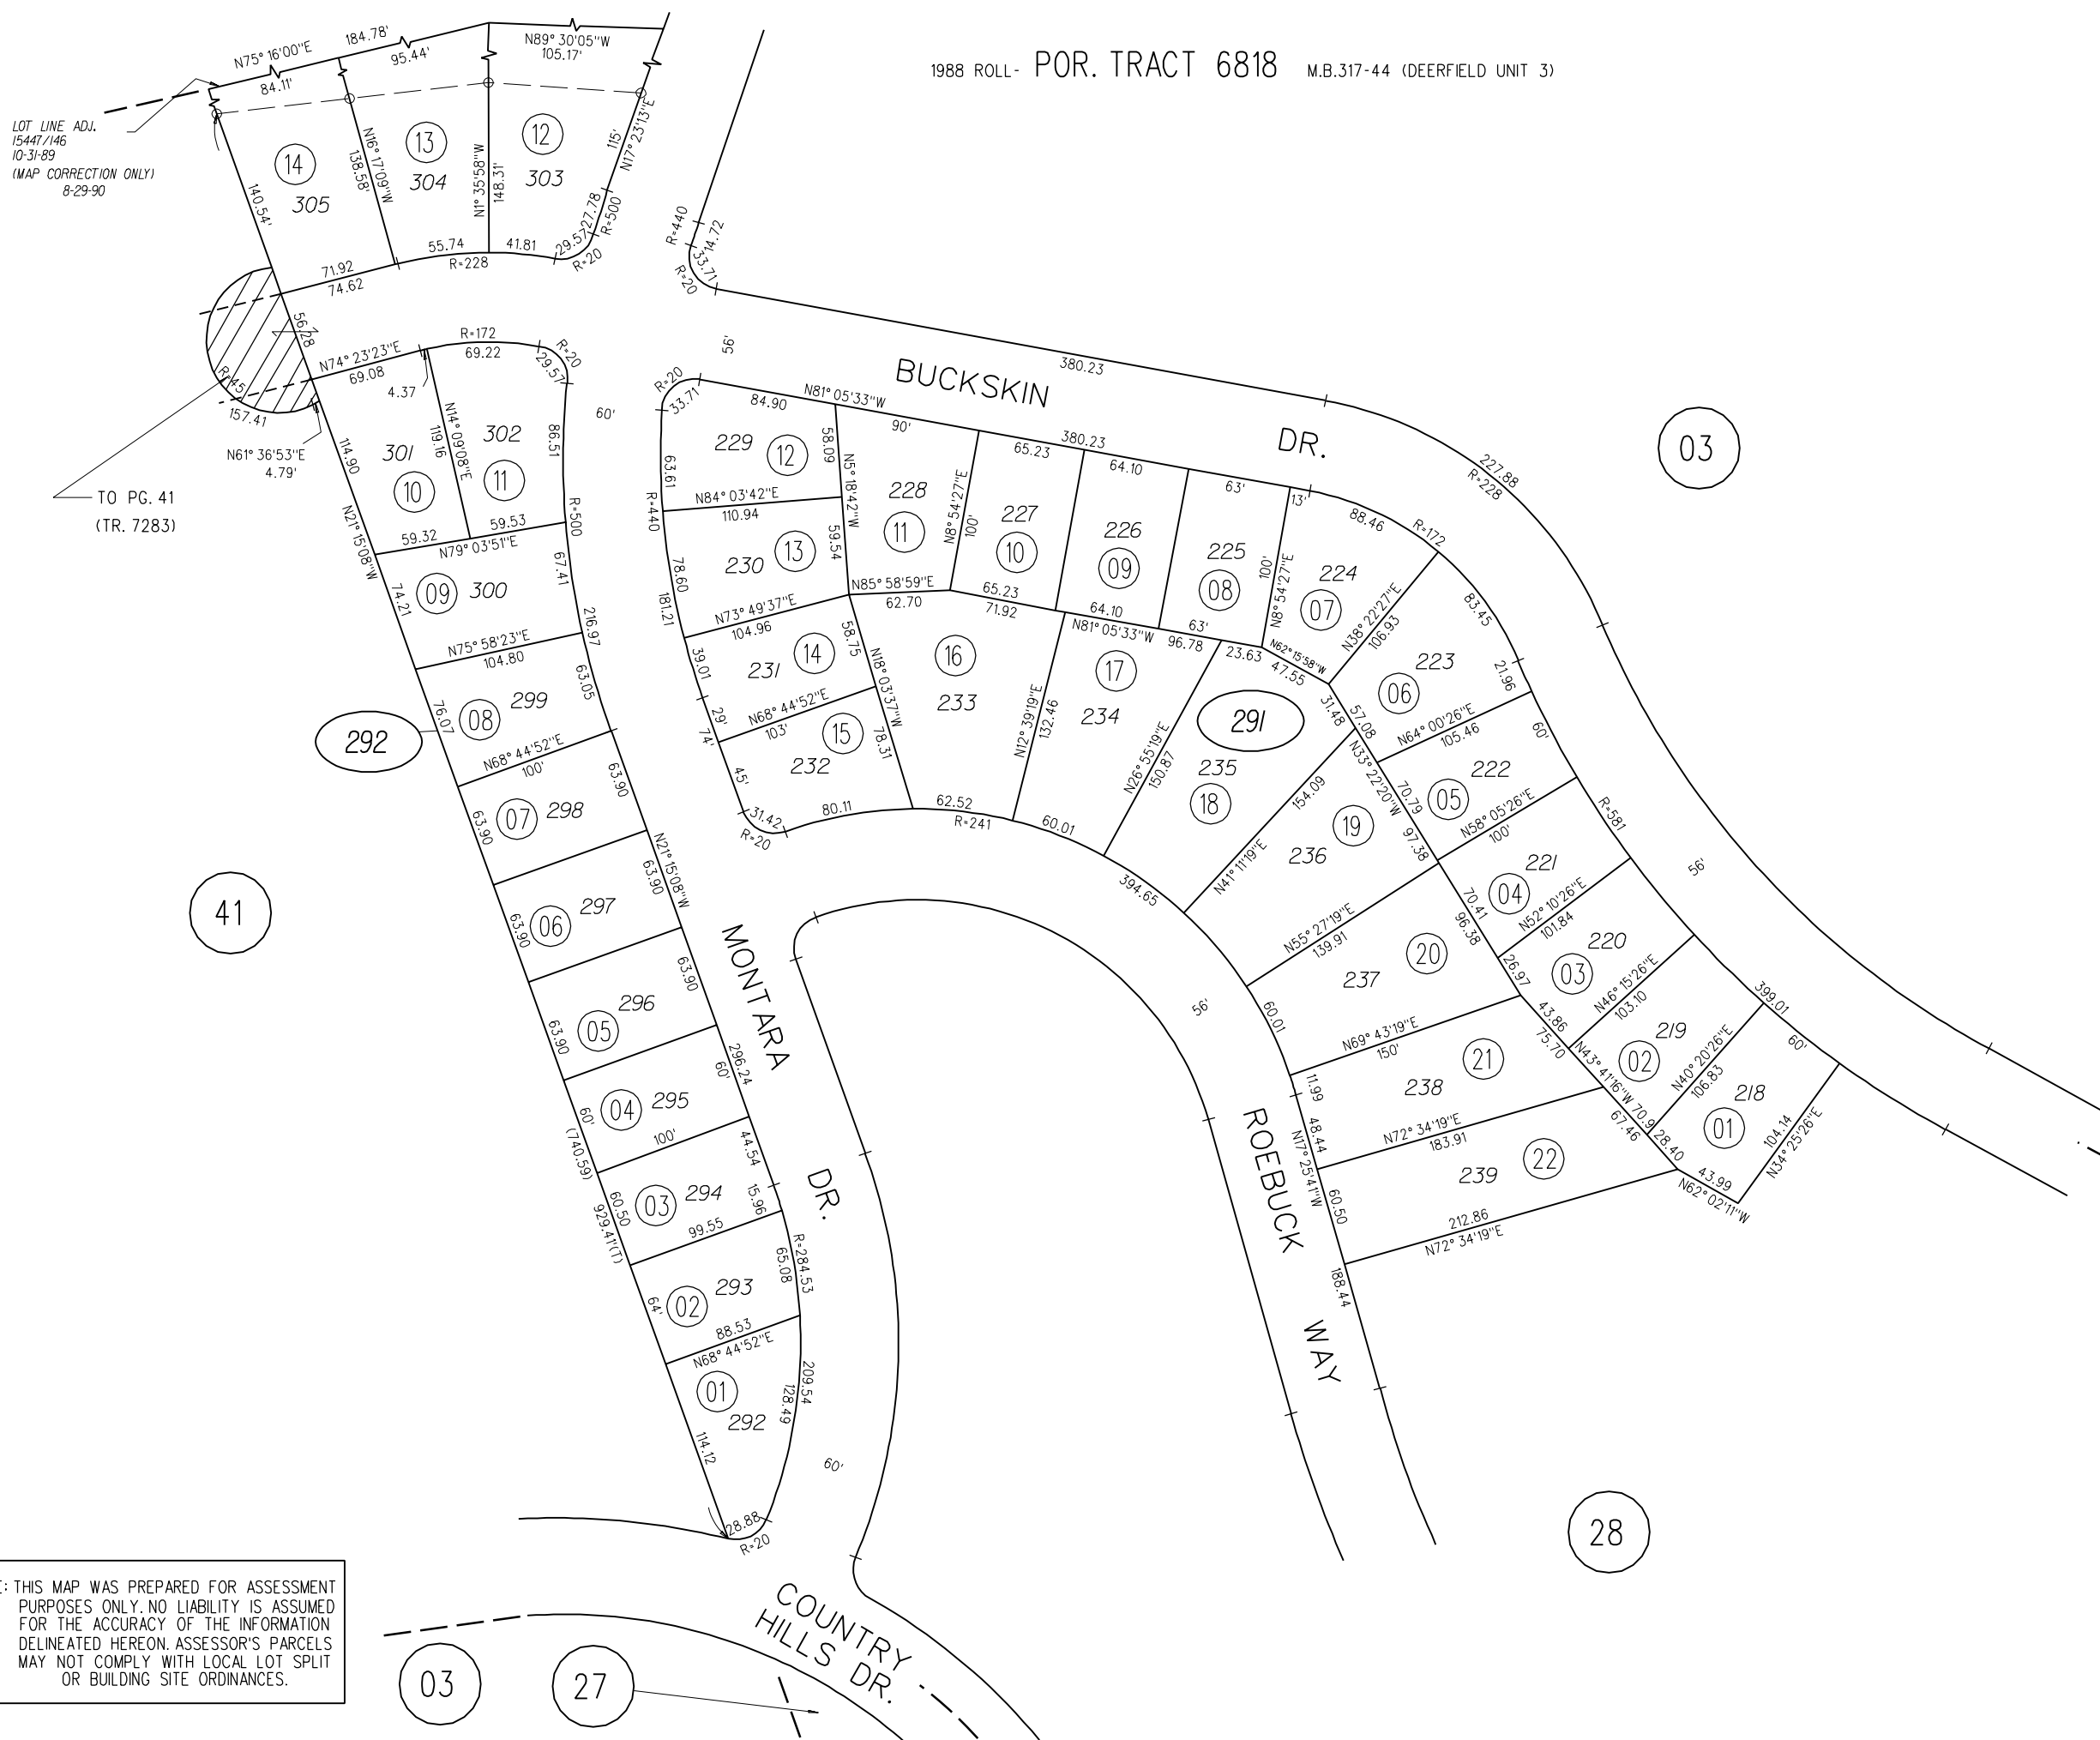 1988 ROLL- POR. TRACT 6818 M.B.317-44 (DEERFIELD UNIT 3)
N75° 16'00"E
184.78'
84.11'
95.44'
N89° 30'05"W
105.17'
LOT LINE ADJ.
15447/146
10-31-89
(MAP CORRECTION ONLY)
8-29-90
14
305
140.54'
N16° 17'09"W
138.58'
13
304
N1° 35'58"W
148.31'
12
303
115'
N17° 23'13"E
27.78
R=500
29.57
R=20
55.74
41.81
R=228
71.92
74.62
R=440
14.72
33.71
R=20
56.28
R=45
157.41
N61° 36'53"E
4.79'
TO PG. 41
(TR. 7283)
N74° 23'23"E
69.08
4.37
R=172
69.22
R=20
29.57
60'
56'
BUCKSKIN
DR.
380.23
227.88
R=228
03
114.90
N21° 15'08"W
301
10
N14° 09'08"E
119.16
302
11
86.51
R=500
59.32
59.53
N79° 03'51"E
09
300
74.21
67.41
216.97
N75° 58'23"E
104.80
08
299
76.07
63.05
292
N68° 44'52"E
100'
07
298
63.90
63.90
N21° 15'08"W
63.90
06
297
63.90
63.90
05
296
63.90
296.24
60'
04
295
60'
(740.59)
100'
44.54
03
294
60.50
929.41'(T)
15.96
99.55
R=284.53
65.08
02
293
64'
88.53
N68° 44'52"E
01
292
209.54
128.49
114.12
28.88
R=20
60'
MONTARA
DR.
R=20
33.71
84.90
N81° 05'33"W
90'
380.23
65.23
64.10
63'
13'
88.46
R=172
229
12
58.09
63.61
R=440
N84° 03'42"E
110.94
N5° 18'42"W
59.54
230
13
78.60
181.21
N73° 49'37"E
104.96
228
11
N8° 54'27"E
100'
N85° 58'59"E
62.70
227
10
65.23
71.92
226
09
64.10
N81° 05'33"W
96.78
225
08
63'
100'
N8° 54'27"E
23.63
224
07
N62° 15'58"W
47.55
N38° 22'27"E
106.93
83.45
21.96
223
06
31.48
57.08
N64° 00'26"E
105.46
60'
222
05
N33° 22'20"W
70.79
97.38
N58° 05'26"E
100'
R=581
56'
221
04
70.41
96.38
N52° 10'26"E
101.84
220
03
26.97
43.86
75.70
N46° 15'26"E
103.10
219
02
N43° 41'16"W
70.9
67.46
N40° 20'26"E
106.83
399.01
60'
218
01
28.40
43.99
N62° 02'11"W
104.14
N34° 25'26"E
39.01
231
14
58.75
N68° 44'52"E
103'
29'
74'
45'
15
232
N18° 03'37"W
78.31
31.42
R=20
80.11
16
233
62.52
R=241
N12° 39'19"E
132.46
17
234
60.01
N26° 55'19"E
150.87
291
235
18
394.65
154.09
N41° 11'19"E
19
236
N55° 27'19"E
139.91
20
237
60.01
56'
N69° 43'19"E
150'
21
238
11.99
48.44
N17° 25'41"W
N72° 34'19"E
183.91
22
239
60.50
212.86
N72° 34'19"E
188.44
ROEBUCK
WAY
41
28
COUNTRY
HILLS DR.
03
27
: THIS MAP WAS PREPARED FOR ASSESSMENT
PURPOSES ONLY. NO LIABILITY IS ASSUMED
FOR THE ACCURACY OF THE INFORMATION
DELINEATED HEREON. ASSESSOR'S PARCELS
MAY NOT COMPLY WITH LOCAL LOT SPLIT
OR BUILDING SITE ORDINANCES.